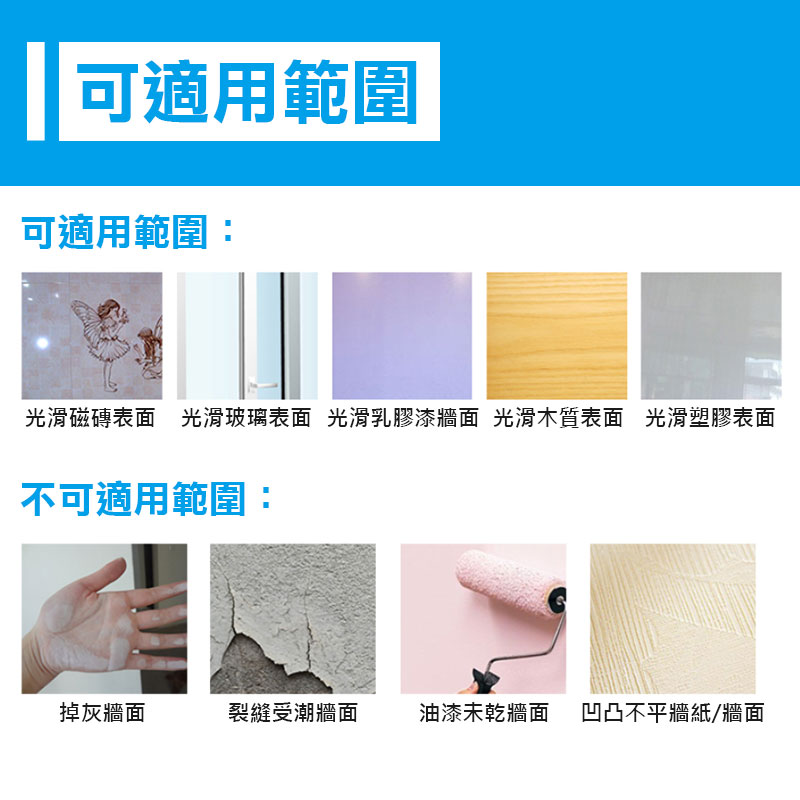 可適用範圍
可適用範圍：
光滑磁磚表面 光滑玻璃表面 光滑乳膠漆牆面 光滑木質表面 光滑塑膠表面
不可適用範圍：
掉灰牆面 裂縫受潮牆面 油漆未乾牆面 凹凸不平牆紙/牆面